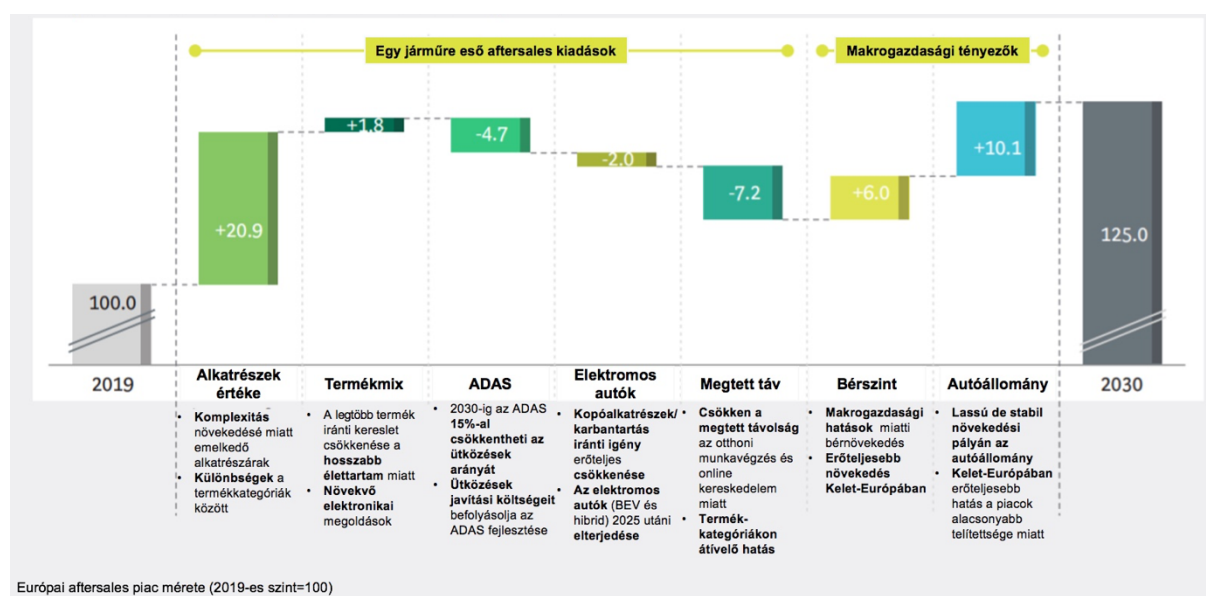 Egy járműre eső aftersales kiadások
Makrogazdasági tényezők
100.0
+20.9
+1.8
-4.7
-2.0
-7.2
+6.0
+10.1
125.0
2019
Alkatrészek
értéke
Termékmix
ADAS
Elektromos
autók
Megtett táv
Bérszint
Autóállomány
2030
• Komplexitás
növekedésé miatt
emelkedő
alkatrészárak
• Különbségek a
termékkategóriák
között
• A legtöbb termék
iránti kereslet
csökkenése a
hosszabb
élettartam miatt
• Növekvő
elektronikai
megoldások
• 2030-ig az ADAS
15%-al
csökkentheti az
ütközések
arányát
• Ütközések
javítási költségeit
befolyásolja az
ADAS fejlesztése
• Kopóalkatrészek/
karbantartás
iránti igény
erőteljes
csökkenése
• Az elektromos
autók (BEV és
hibrid) 2025 utáni
elterjedése
• Csökken a
megtett távolság
az otthoni
munkavégzés és
online
kereskedelem
miatt
• Termék-
kategóriákon
átívelő hatás
• Makrogazdasági
hatások miatti
bérnövekedés
• Erőteljesebb
növekedés
Kelet-Európában
• Lassú de stabil
növekedési
pályán az
autóállomány
• Kelet-Európában
erőteljesebb
hatás a piacok
alacsonyabb
telítettsége miatt
Európai aftersales piac mérete (2019-es szint=100)